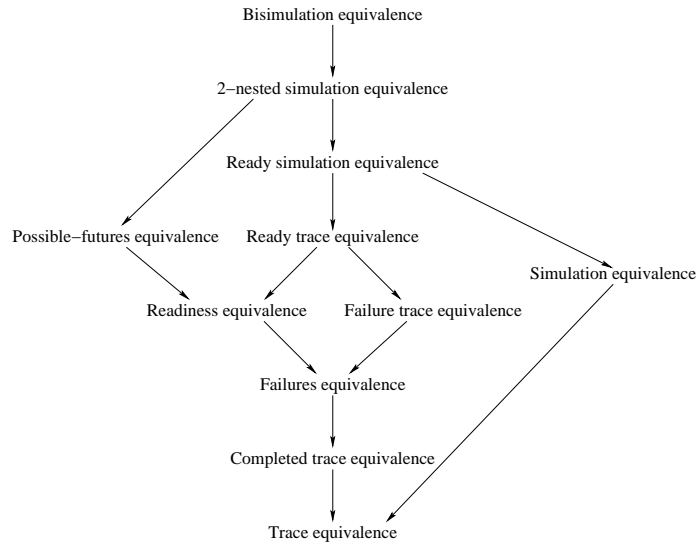 Bisimulation equivalence
2−nested simulation equivalence
Ready simulation equivalence
Possible−futures equivalence
Ready trace equivalence
Simulation equivalence
Readiness equivalence
Failure trace equivalence
Failures equivalence
Completed trace equivalence
Trace equivalence